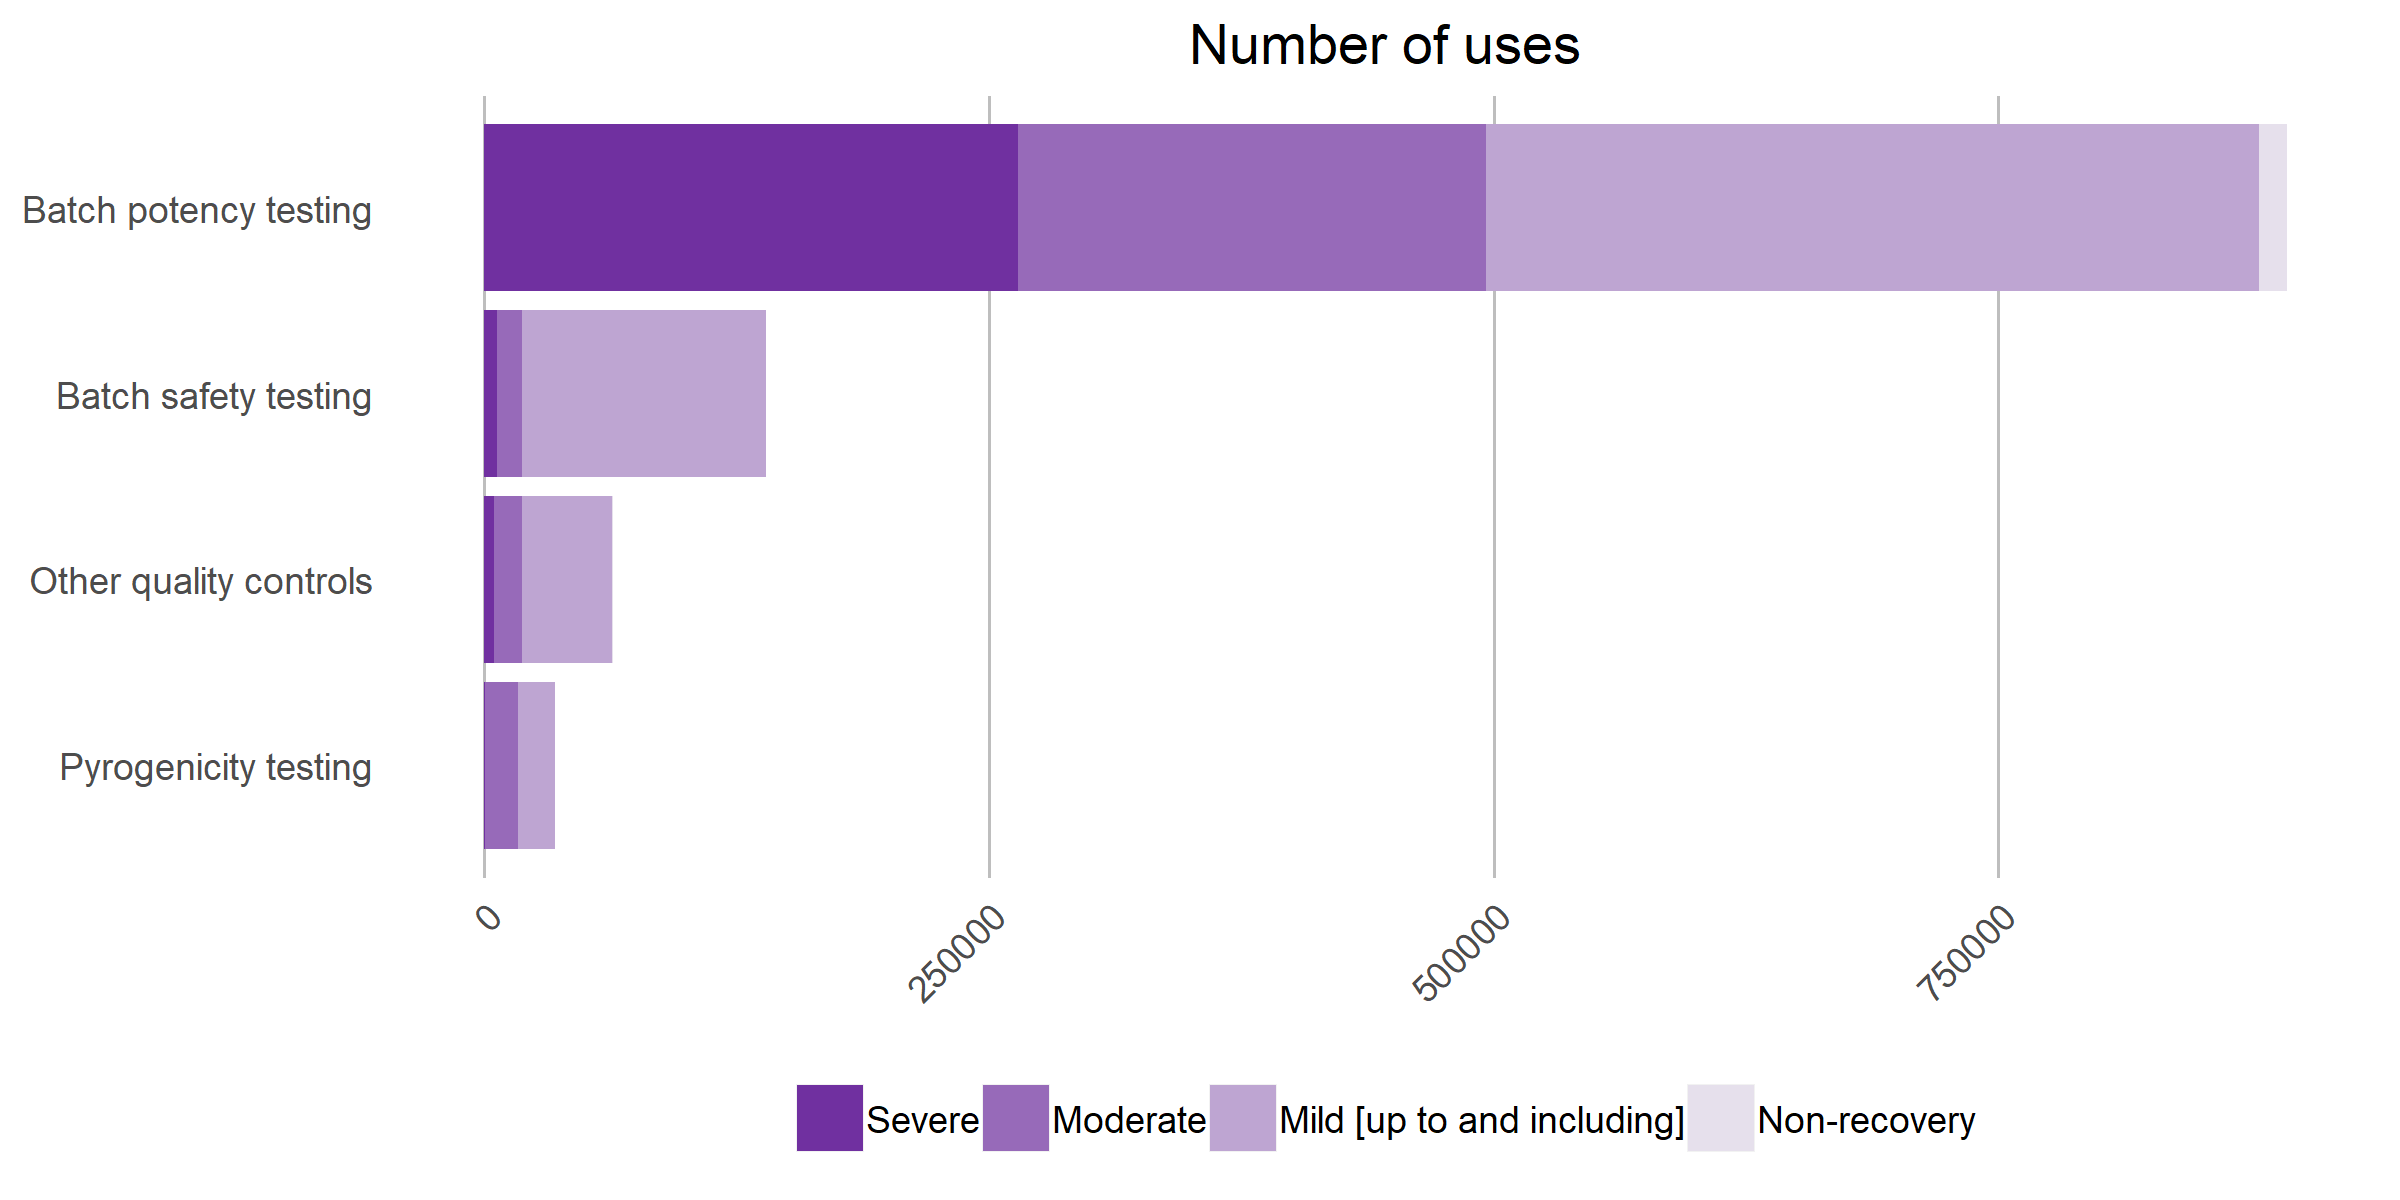 Number of uses
Batch potency testing
Batch safety testing
Other quality controls
Pyrogenicity testing
0 250000 500000 750000
Severe Moderate Mild [up to and including] Non-recovery